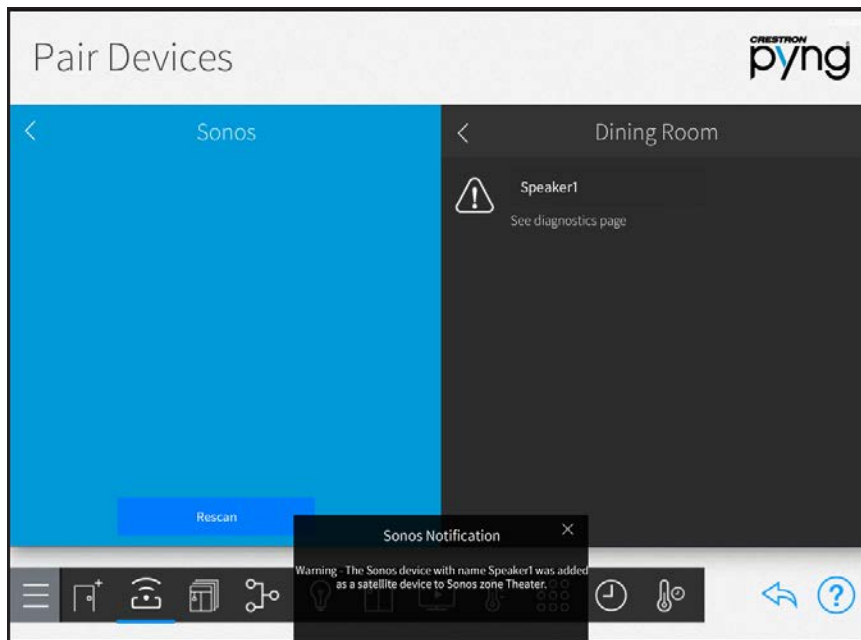 Pair Devices
CRESTRON
pyng
Sonos
Dining Room
Speaker1
See diagnostics page
Rescan
Sonos Notification
Warning - The Sonos device with name Speaker1 was added
as a satellite device to Sonos zone Theater.